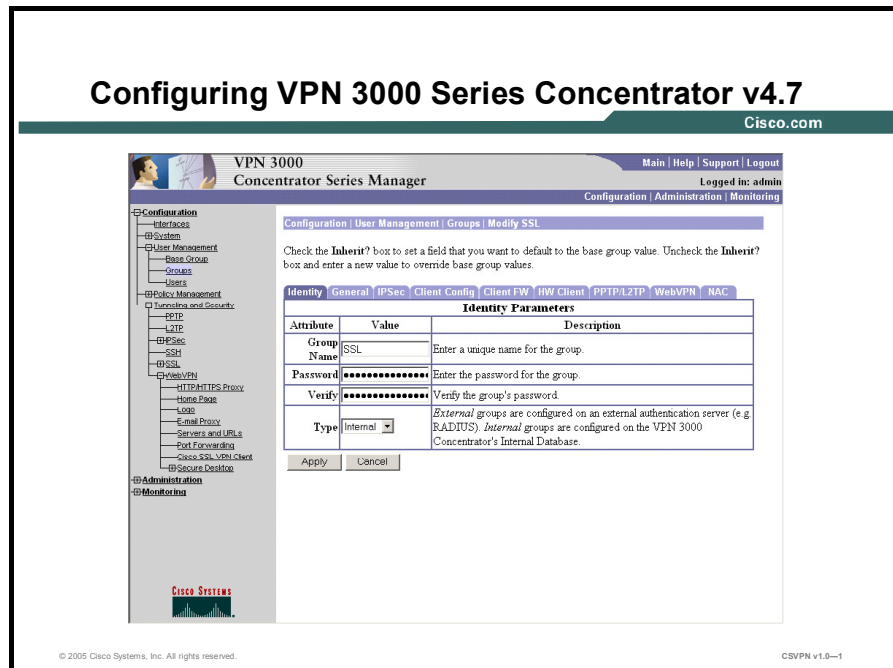 Configuring VPN 3000 Series Concentrator v4.7
Cisco.com
VPN 3000
Concentrator Series Manager
Main | Help | Support | Logout
Logged in: admin
Configuration | Administration | Monitoring
Configuration
Interfaces
System
User Management
Base Group
Groups
Users
Policy Management
Tunneling and Security
PPTP
L2TP
IPSec
SSH
SSL
WebVPN
HTTP/HTTPS Proxy
Home Page
Logo
E-mail Proxy
Servers and URLs
Port Forwarding
Cisco SSL VPN Client
Secure Desktop
Administration
Monitoring
CISCO SYSTEMS
Configuration | User Management | Groups | Modify SSL
Check the Inherit? box to set a field that you want to default to the base group value. Uncheck the Inherit?
box and enter a new value to override base group values.
Identity General IPSec Client Config Client FW HW Client PPTP/L2TP WebVPN NAC
Identity Parameters
Attribute Value Description
Group Name SSL Enter a unique name for the group.
Password ●●●●●●●●●●●●●● Enter the password for the group.
Verify ●●●●●●●●●●●●●● Verify the group's password.
Type Internal External groups are configured on an external authentication server (e.g.
RADIUS). Internal groups are configured on the VPN 3000
Concentrator's Internal Database.
Apply Cancel
© 2005 Cisco Systems, Inc. All rights reserved.
CSVPN v1.0—1